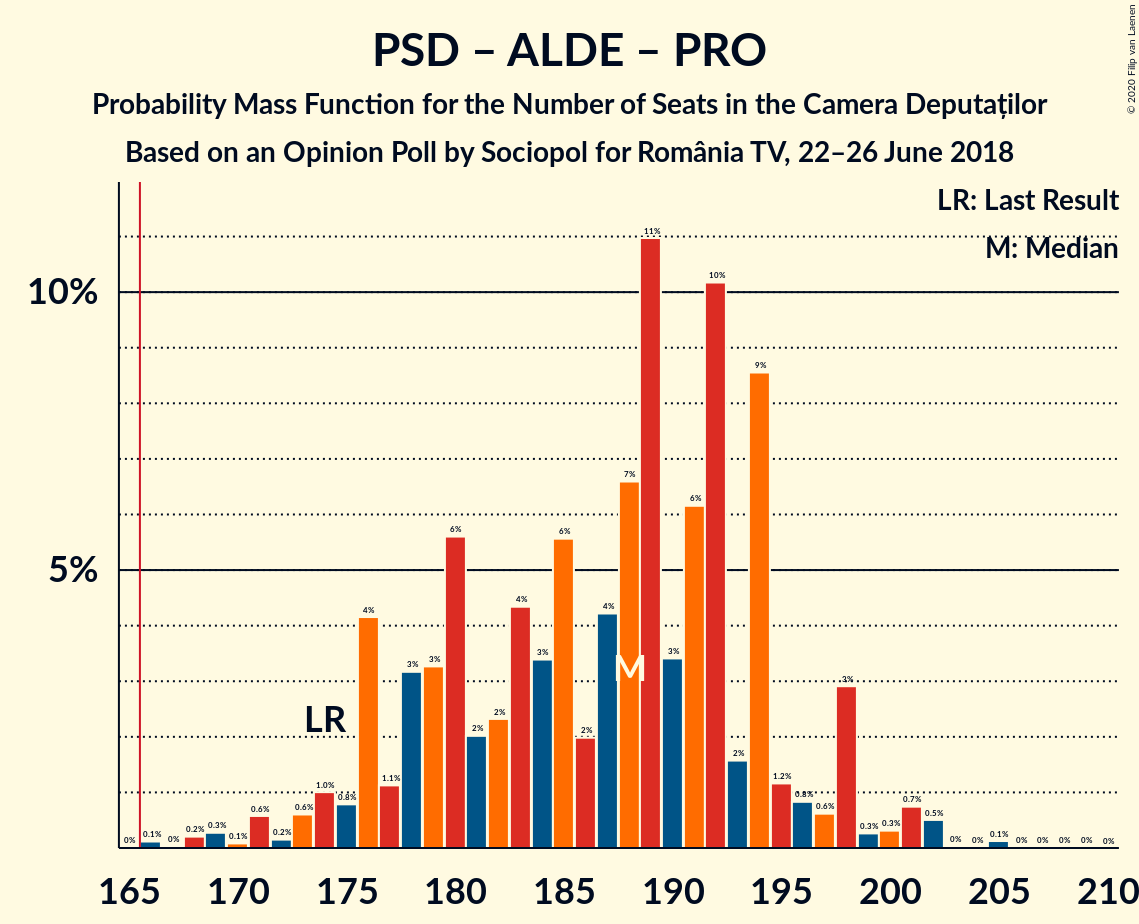 PSD – ALDE – PRO
Probability Mass Function for the Number of Seats in the Camera Deputaților
Based on an Opinion Poll by Sociopol for România TV, 22–26 June 2018
© 2020 Filip van Laenen
LR: Last Result
M: Median
10%
5%
LR
M
0% 0.1% 0% 0.2% 0.3% 0.1% 0.6% 0.2% 0.6% 1.0% 0.8% 4% 1.1% 3% 3% 6% 2% 2% 4% 3% 6% 2% 4% 7% 11% 3% 6% 10% 2% 9% 1.2% 0.8% 0.6% 3% 0.3% 0.3% 0.7% 0.5% 0% 0% 0.1% 0% 0% 0% 0% 0%
165 170 175 180 185 190 195 200 205 210